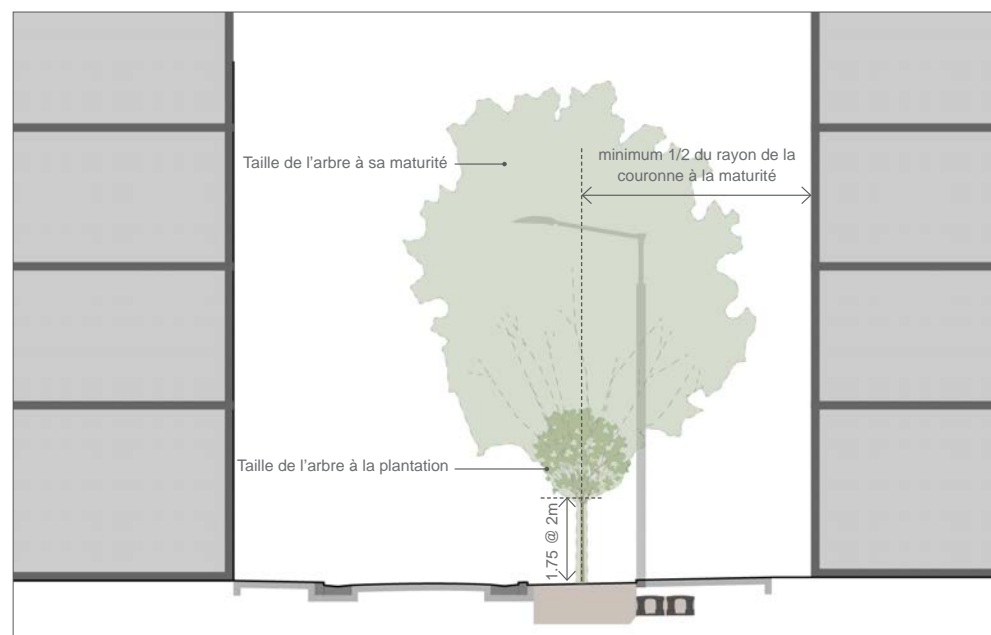 Taille de l’arbre à sa maturité
minimum 1/2 du rayon de la
couronne à la maturité
Taille de l’arbre à la plantation
1.75 @ 2m